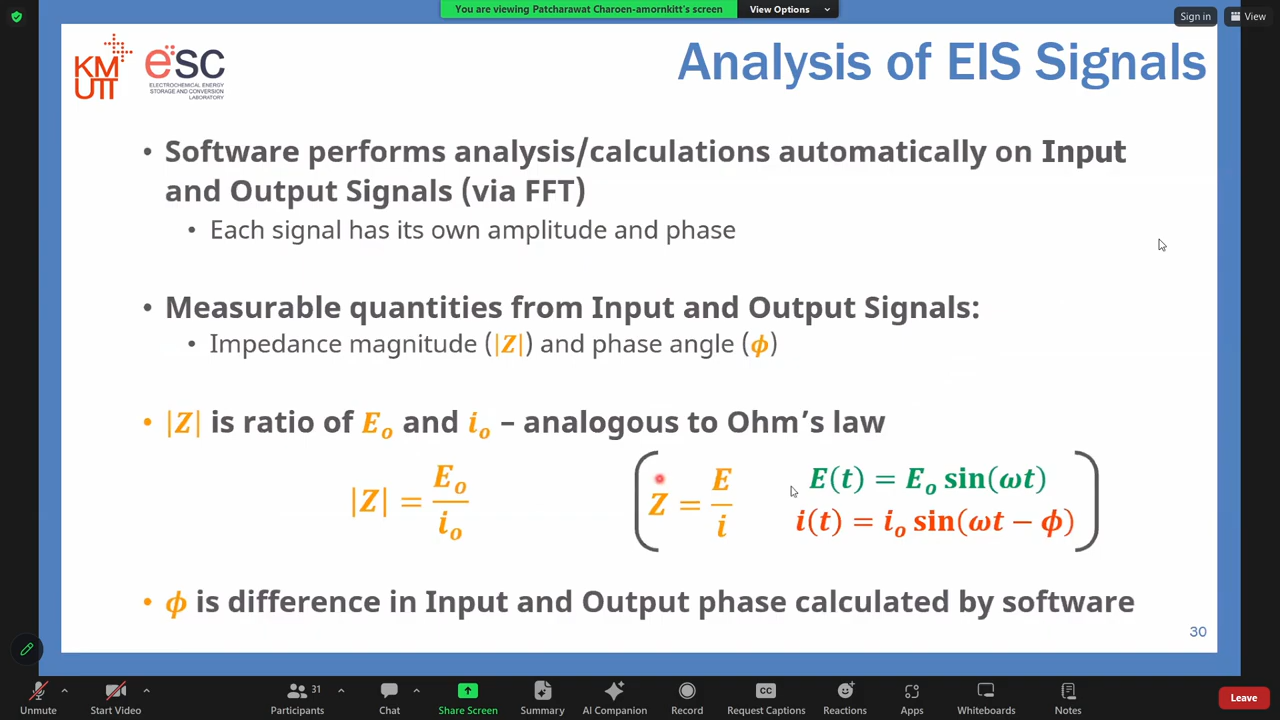 You are viewing Patcharawat Charoen-amornkitt's screen
View Options
Sign in
View
KM
UTT
esc
ELECTROCHEMICAL ENERGY
STORAGE AND CONVERSION
LABORATORY
Analysis of EIS Signals
• Software performs analysis/calculations automatically on Input
and Output Signals (via FFT)
• Each signal has its own amplitude and phase
• Measurable quantities from Input and Output Signals:
• Impedance magnitude (|Z|) and phase angle (ϕ)
• |Z| is ratio of Eₒ and iₒ – analogous to Ohm's law
|Z| = Eₒ/iₒ
(Z = E/i
E(t) = Eₒ sin(ωt)
i(t) = iₒ sin(ωt − ϕ))
• ϕ is difference in Input and Output phase calculated by software
30
Unmute
Start Video
31
Participants
Chat
Share Screen
Summary
AI Companion
Record
CC
Request Captions
Reactions
Apps
Whiteboards
Notes
Leave